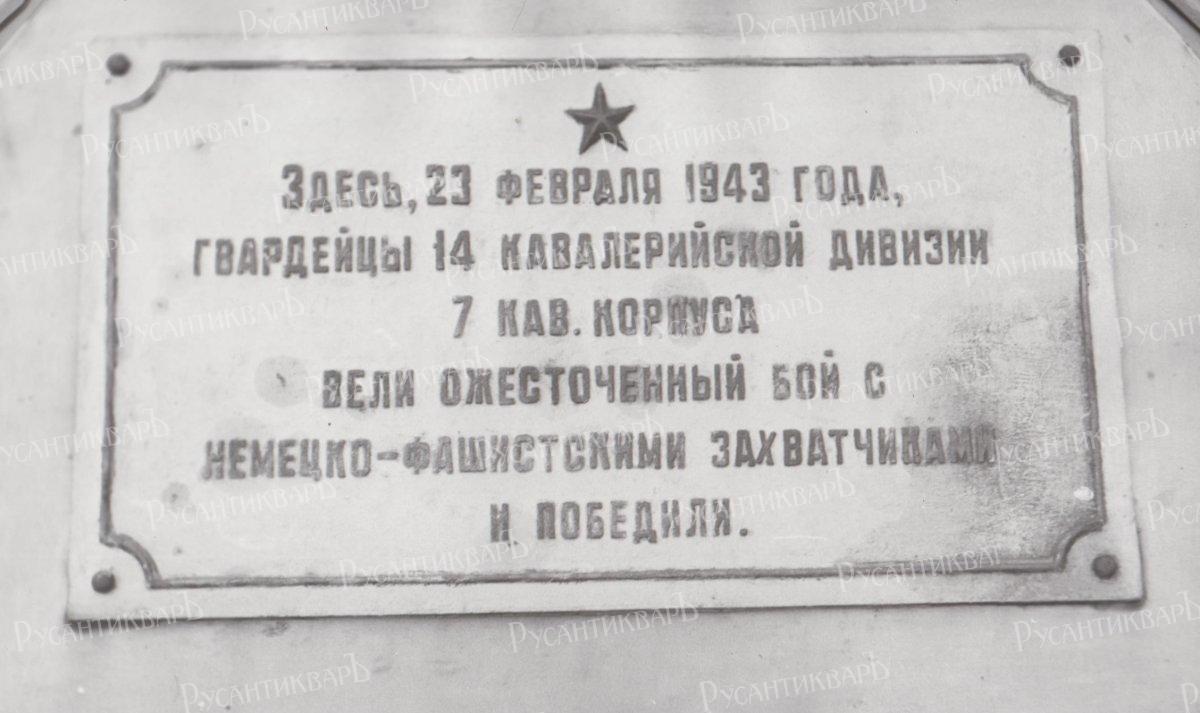 Здесь, 23 февраля 1943 года,
гвардейцы 14 кавалерийской дивизии
7 кав. корпуса
вели ожесточенный бой с
немецко-фашистскими захватчиками
и победили.
РусантикварЪ